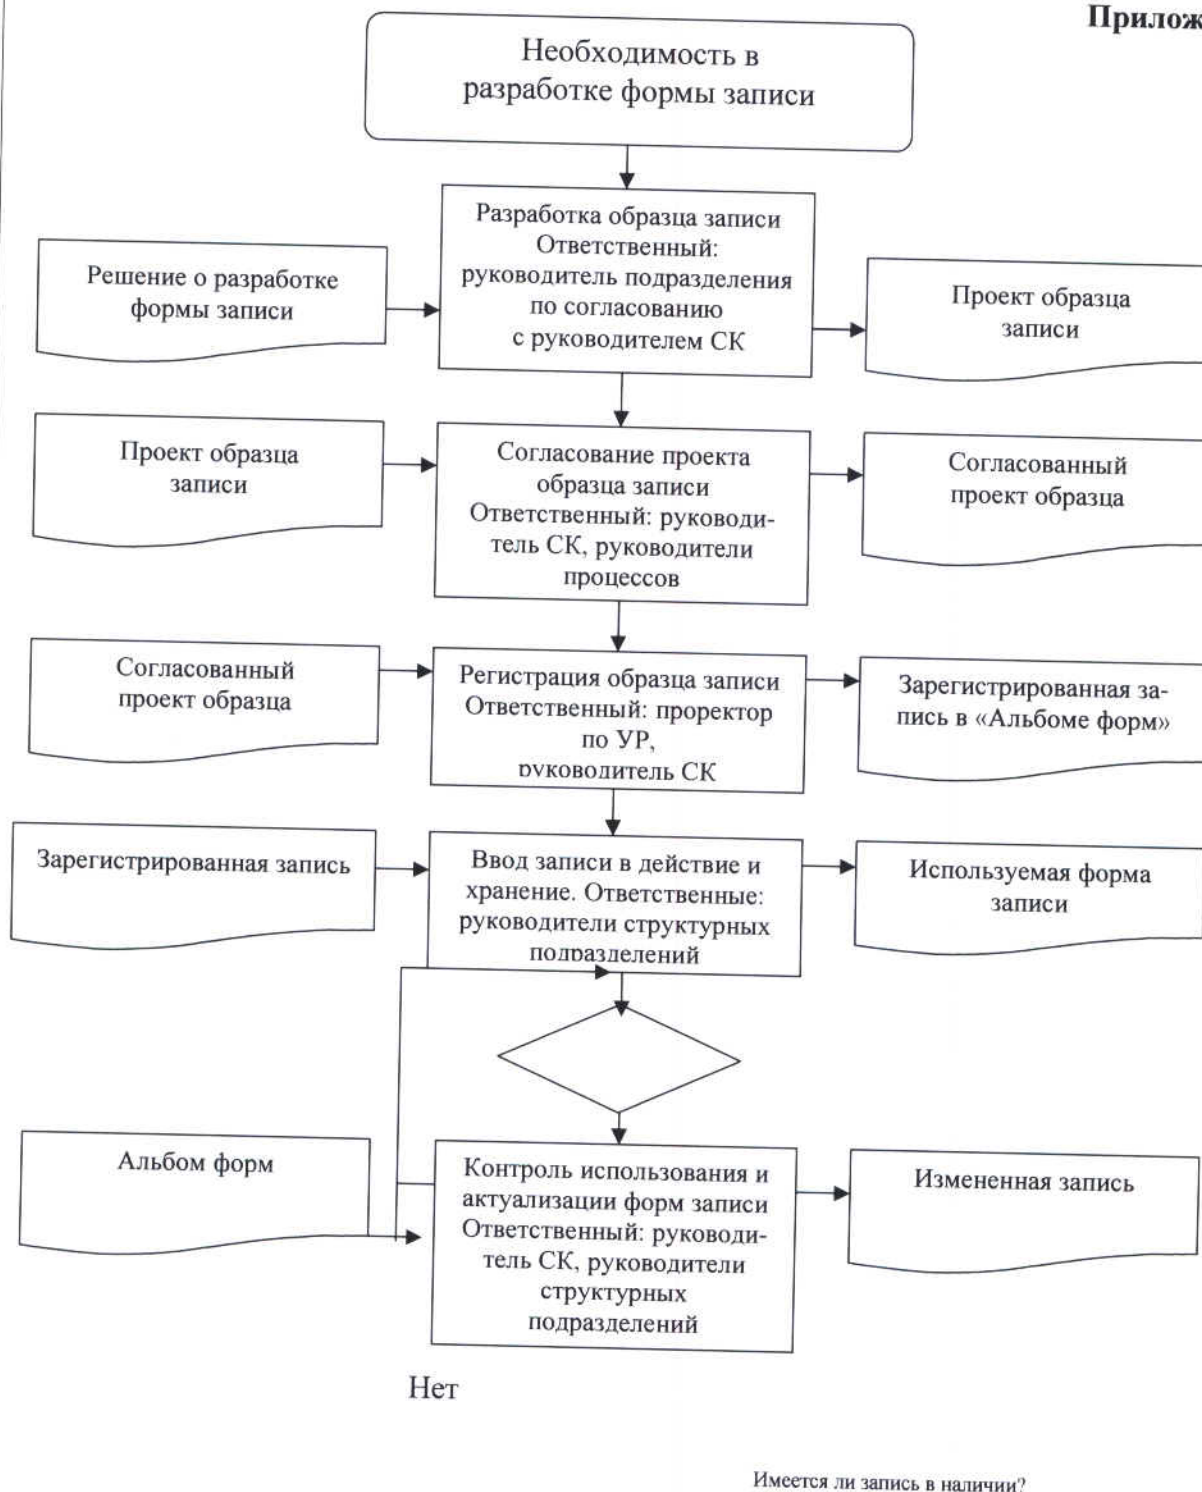 Прилож
Необходимость в
разработке формы записи
Разработка образца записи
Ответственный:
руководитель подразделения
по согласованию
с руководителем СК
Решение о разработке
формы записи
Проект образца
записи
Проект образца
записи
Согласование проекта
образца записи
Ответственный: руководи-
тель СК, руководители
процессов
Согласованный
проект образца
Согласованный
проект образца
Регистрация образца записи
Ответственный: проректор
по УР,
руководитель СК
Зарегистрированная за-
пись в «Альбоме форм»
Зарегистрированная запись
Ввод записи в действие и
хранение. Ответственные:
руководители структурных
подразделений
Используемая форма
записи
Альбом форм
Контроль использования и
актуализации форм записи
Ответственный: руководи-
тель СК, руководители
структурных
подразделений
Измененная запись
Нет
Имеется ли запись в наличии?